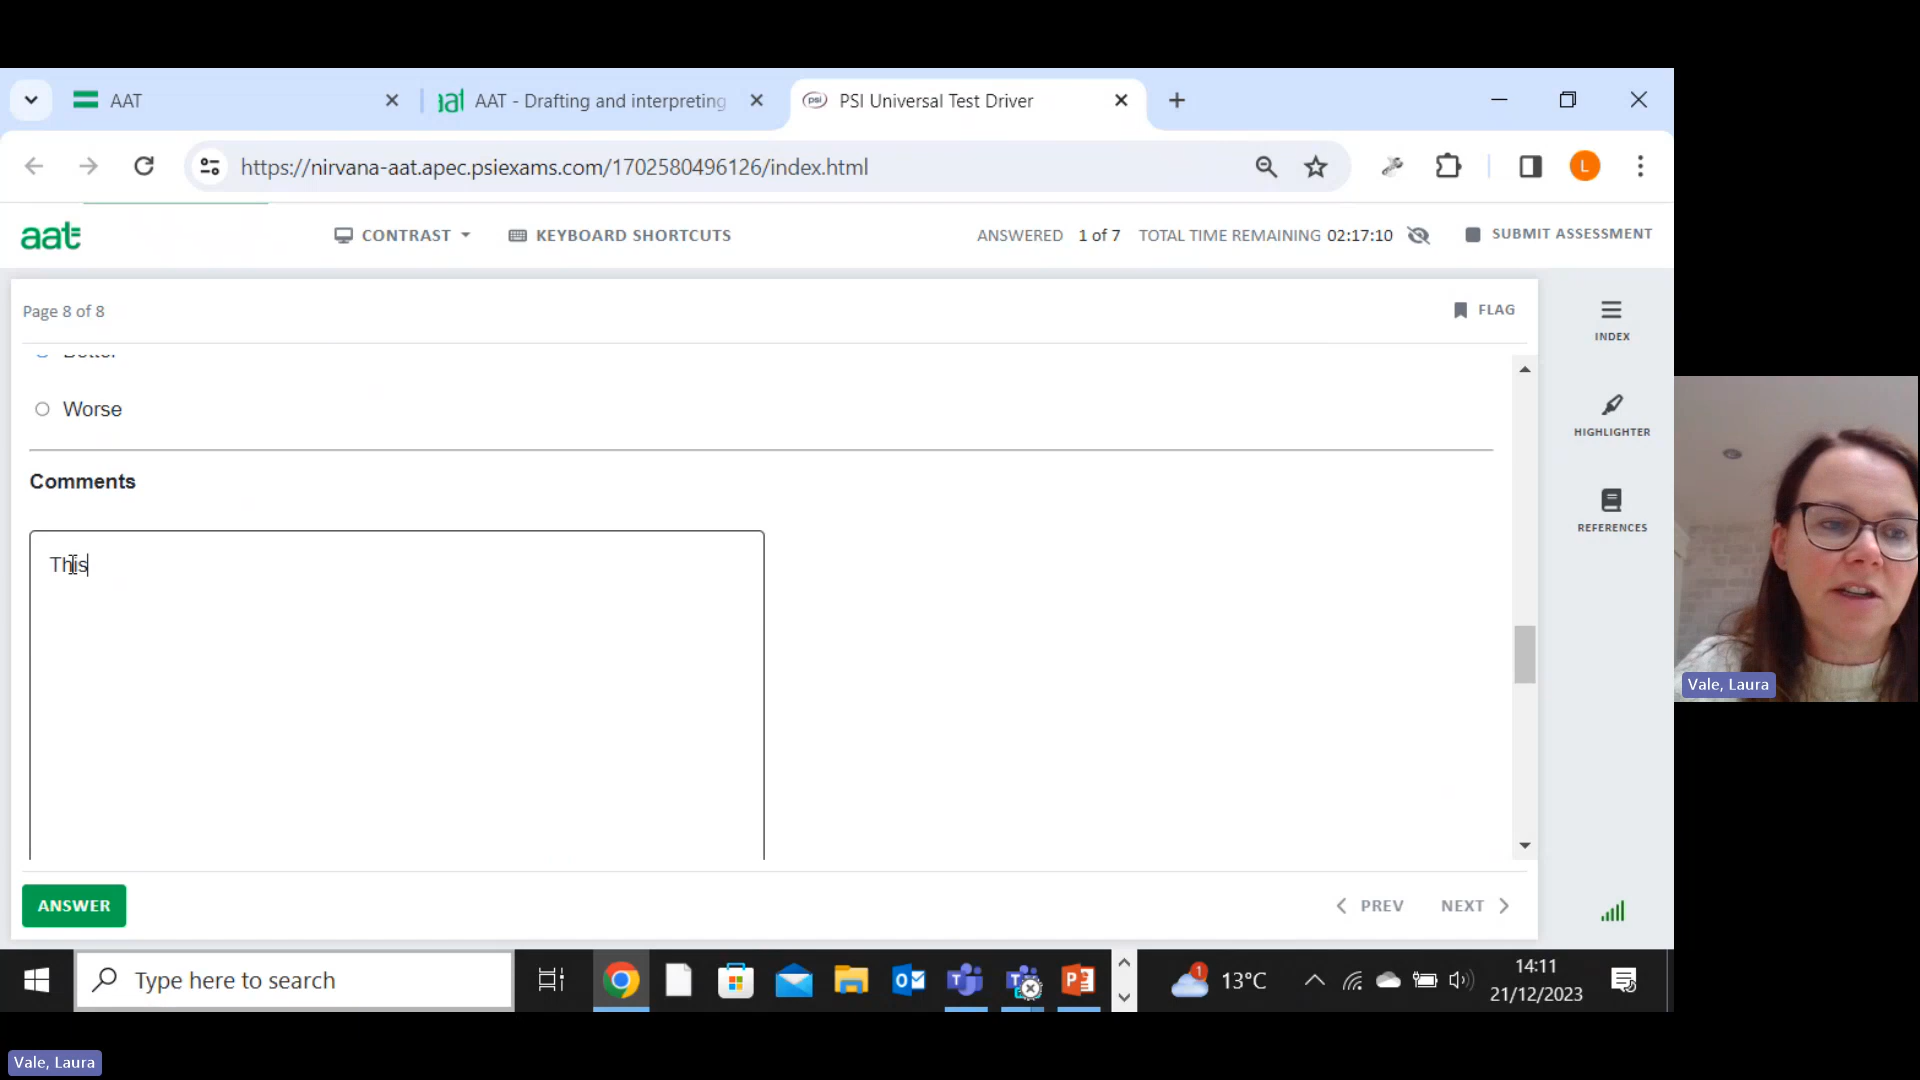 AAT
aat
AAT - Drafting and interpreting
psi
PSI Universal Test Driver
https://nirvana-aat.apec.psiexams.com/1702580496126/index.html
L
aat
CONTRAST
KEYBOARD SHORTCUTS
ANSWERED 1 of 7
TOTAL TIME REMAINING 02:17:10
SUBMIT ASSESSMENT
Page 8 of 8
FLAG
INDEX
Worse
HIGHLIGHTER
Comments
REFERENCES
This
Vale, Laura
ANSWER
PREV
NEXT
Type here to search
1
13°C
14:11
21/12/2023
Vale, Laura